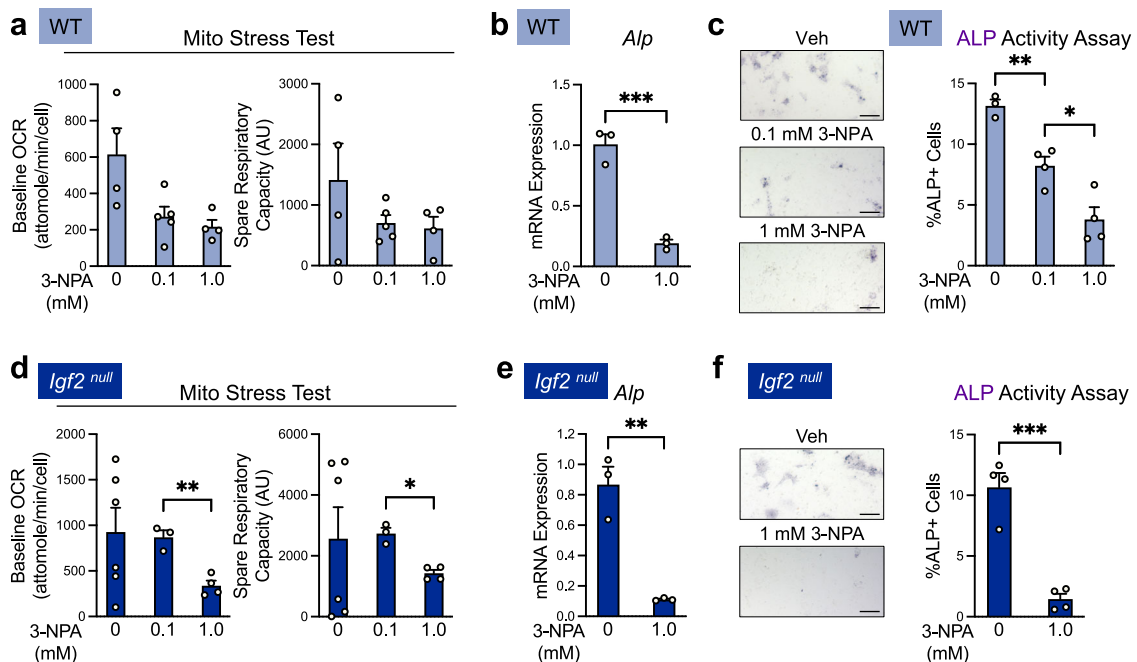 a WT
Mito Stress Test
Baseline OCR
(attomole/min/cell)
1000
800
600
400
200
0
0 0.1 1.0
3-NPA
(mM)
Spare Respiratory
Capacity (AU)
3000
2000
1000
0
0 0.1 1.0
b WT
Alp
mRNA Expression
1.5
1.0
0.5
0.0
***
0 1.0
3-NPA
(mM)
c WT
Veh
0.1 mM 3-NPA
1 mM 3-NPA
ALP Activity Assay
%ALP+ Cells
15
10
5
0
**
*
0 0.1 1.0
3-NPA
(mM)
d Igf2 null
Mito Stress Test
Baseline OCR
(attomole/min/cell)
2000
1500
1000
500
0
**
0 0.1 1.0
3-NPA
(mM)
Spare Respiratory
Capacity (AU)
6000
4000
2000
0
*
0 0.1 1.0
e Igf2 null
Alp
mRNA Expression
1.2
1.0
0.8
0.6
0.4
0.2
0.0
**
0 1.0
3-NPA
(mM)
f Igf2 null
Veh
1 mM 3-NPA
ALP Activity Assay
%ALP+ Cells
15
10
5
0
***
0 1.0
3-NPA
(mM)